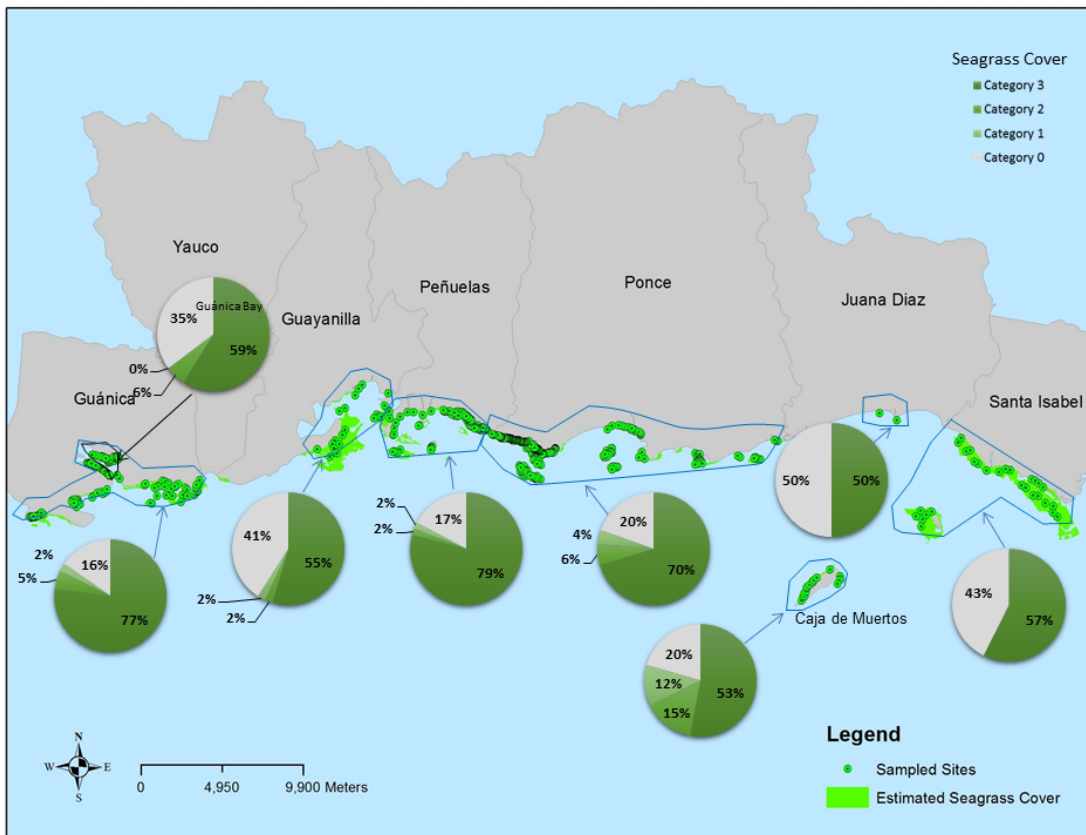 Seagrass Cover
Category 3
Category 2
Category 1
Category 0
Yauco
Peñuelas
Ponce
Juana Diaz
Guayanilla
Guánica Bay
35%
59%
0%
6%
Guánica
Santa Isabel
2%
16%
5%
77%
41%
55%
2%
2%
2%
17%
2%
79%
20%
4%
6%
70%
50%
50%
43%
57%
Caja de Muertos
20%
53%
12%
15%
N
W
E
S
0
4,950
9,900 Meters
Legend
Sampled Sites
Estimated Seagrass Cover